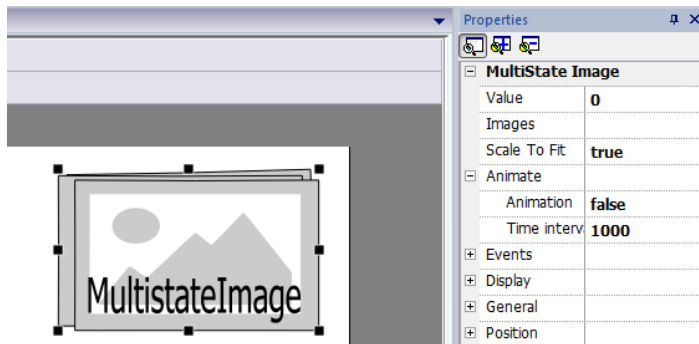 Properties
MultiState Image
Value 0
Images
Scale To Fit true
Animate
Animation false
Time interv. 1000
Events
Display
General
Position
MultistateImage